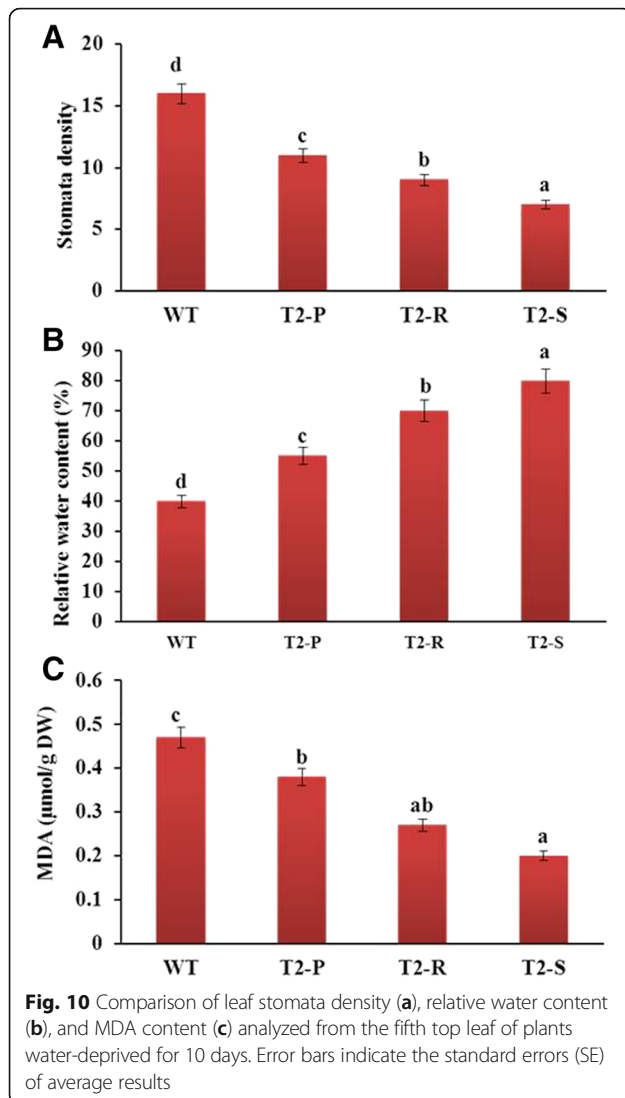 A
Stomata density
20
15
10
5
0
d
c
b
a
WT T2-P T2-R T2-S
B
Relative water content (%)
90
80
70
60
50
40
30
20
10
0
d
c
b
a
WT T2-P T2-R T2-S
C
MDA (µmol/g DW)
0.6
0.5
0.4
0.3
0.2
0.1
0
c
b
ab
a
WT T2-P T2-R T2-S
Fig. 10 Comparison of leaf stomata density (a), relative water content
(b), and MDA content (c) analyzed from the fifth top leaf of plants
water-deprived for 10 days. Error bars indicate the standard errors (SE)
of average results